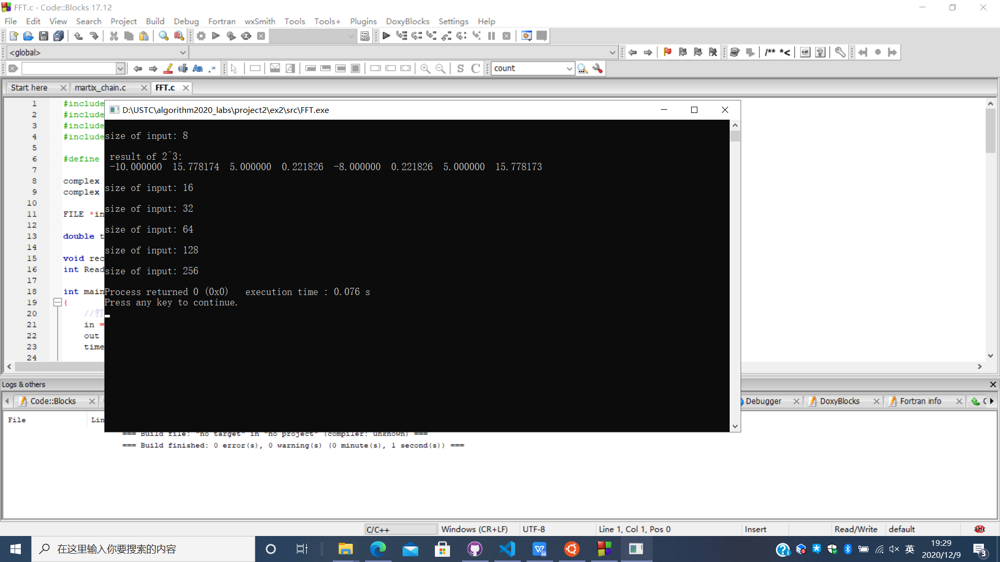 FFT.c - Code::Blocks 17.12
File Edit View Search Project Build Debug Fortran wxSmith Tools Tools+ Plugins DoxyBlocks Settings Help
<global>
/** *<
Aa .* S C count
Start here martix_chain.c FFT.c
D:\USTC\algorithm2020_labs\project2\ex2\src\FFT.exe
1 #include
2 #include
3 #include
4 #include
5
6 #define
7
8 complex
9 complex
10
11 FILE *in
12
13 double t
14
15 void rec
16 int Read
17
18 int main
19 {
20 //打
21 in =
22 out
23 time
24
size of input: 8
result of 2^3:
-10.000000 15.778174 5.000000 0.221826 -8.000000 0.221826 5.000000 15.778173
size of input: 16
size of input: 32
size of input: 64
size of input: 128
size of input: 256
Process returned 0 (0x0) execution time : 0.076 s
Press any key to continue.
Logs & others
Code::Blocks Debugger DoxyBlocks Fortran info
File Lin
=== Build file: "no target" in "no project" (compiler: unknown) ===
=== Build finished: 0 error(s), 0 warning(s) (0 minute(s), 1 second(s)) ===
C/C++ Windows (CR+LF) UTF-8 Line 1, Col 1, Pos 0 Insert Read/Write default
在这里输入你要搜索的内容
英
19:29
2020/12/9
3